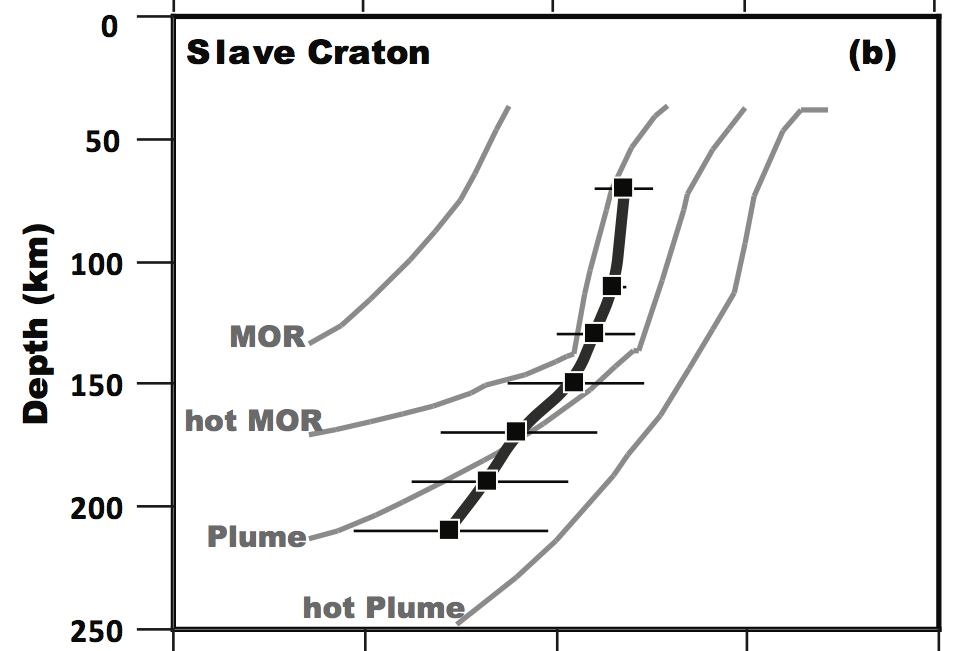 0
Slave Craton (b)
50
100
MOR
150
hot MOR
200
Plume
hot Plume
250
Depth (km)